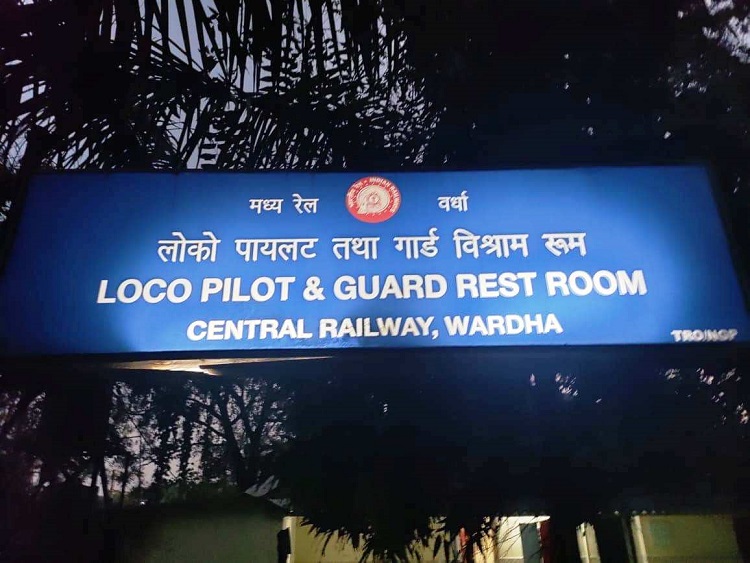 मध्य रेल वर्धा
लोको पायलट तथा गार्ड विश्राम रूम
LOCO PILOT & GUARD REST ROOM
CENTRAL RAILWAY, WARDHA
TRO/NGP